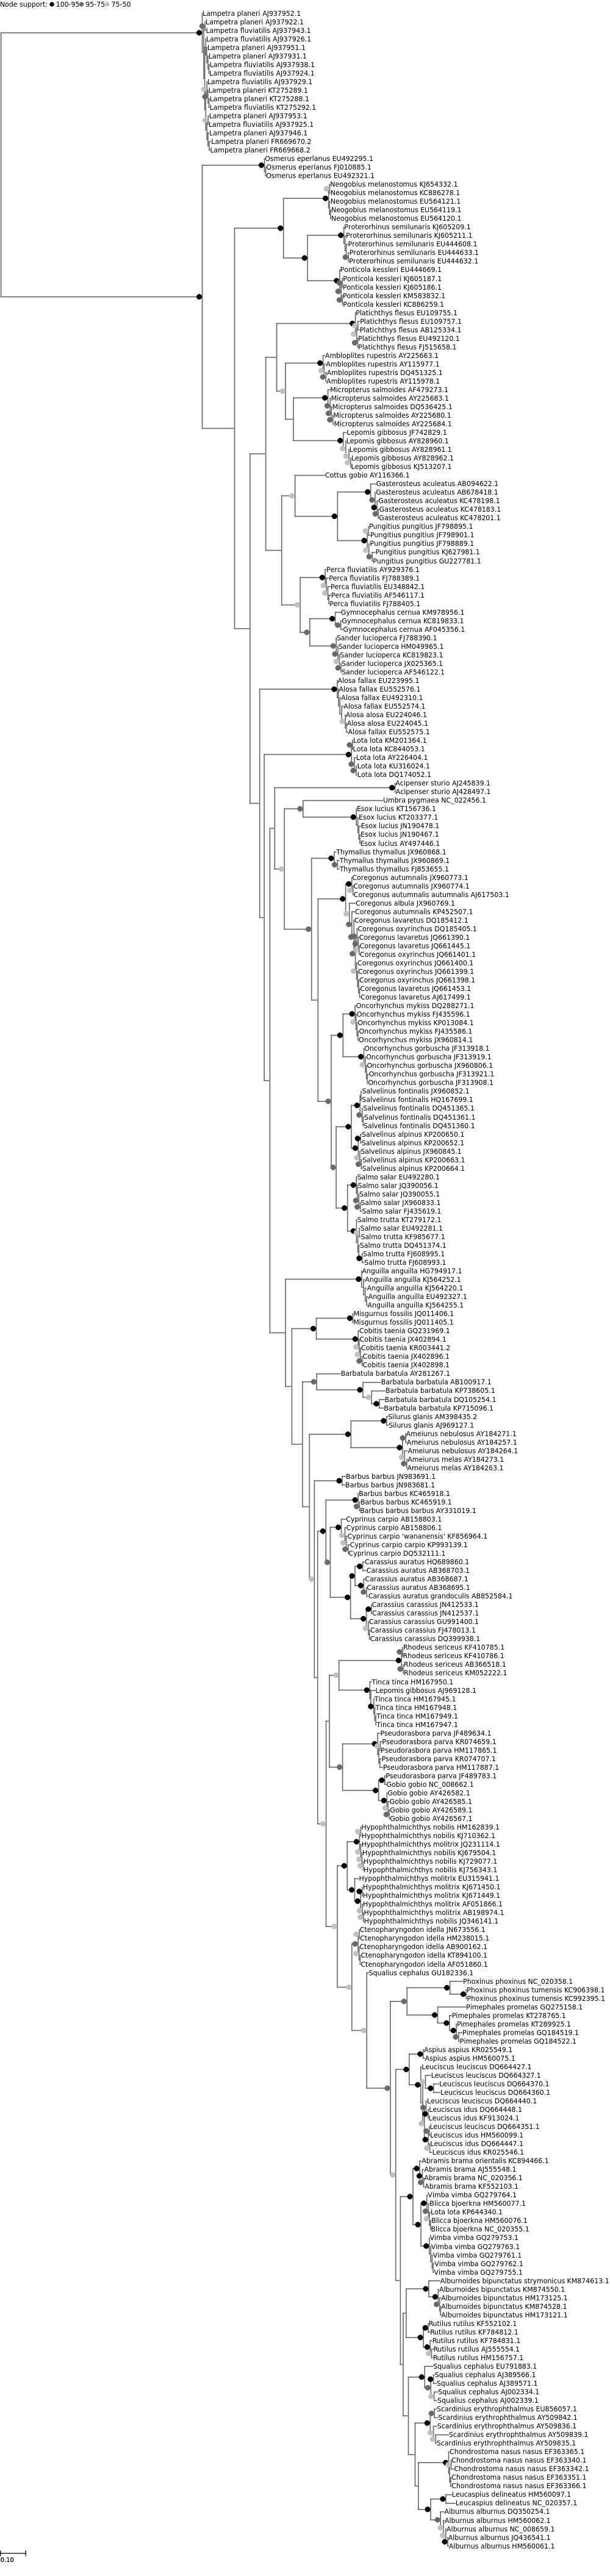 Node support: 100-95 95-75 75-50
Lampetra planeri AJ937952.1
Lampetra planeri AJ937922.1
Lampetra fluviatilis AJ937943.1
Lampetra fluviatilis AJ937926.1
Lampetra planeri AJ937951.1
Lampetra planeri AJ937931.1
Lampetra fluviatilis AJ937938.1
Lampetra fluviatilis AJ937924.1
Lampetra fluviatilis AJ937929.1
Lampetra planeri KT275289.1
Lampetra planeri KT275288.1
Lampetra fluviatilis KT275292.1
Lampetra planeri AJ937953.1
Lampetra fluviatilis AJ937925.1
Lampetra planeri AJ937946.1
Lampetra planeri FR669670.2
Lampetra planeri FR669668.2
Osmerus eperlanus EU492295.1
Osmerus eperlanus FJ010885.1
Osmerus eperlanus EU492321.1
Neogobius melanostomus KJ654332.1
Neogobius melanostomus KC886278.1
Neogobius melanostomus EU564121.1
Neogobius melanostomus EU564119.1
Neogobius melanostomus EU564120.1
Proterorhinus semilunaris KJ605209.1
Proterorhinus semilunaris KJ605211.1
Proterorhinus semilunaris EU444608.1
Proterorhinus semilunaris EU444633.1
Proterorhinus semilunaris EU444632.1
Ponticola kessleri EU444669.1
Ponticola kessleri KJ605187.1
Ponticola kessleri KJ605186.1
Ponticola kessleri KM583832.1
Ponticola kessleri KC886259.1
Platichthys flesus EU109755.1
Platichthys flesus EU109757.1
Platichthys flesus AB125334.1
Platichthys flesus EU492120.1
Platichthys flesus FJ515658.1
Ambloplites rupestris AY225663.1
Ambloplites rupestris AY115977.1
Ambloplites rupestris DQ451325.1
Ambloplites rupestris AY115978.1
Micropterus salmoides AF479273.1
Micropterus salmoides AY225683.1
Micropterus salmoides DQ536425.1
Micropterus salmoides AY225680.1
Micropterus salmoides AY225684.1
Lepomis gibbosus JF742829.1
Lepomis gibbosus AY828960.1
Lepomis gibbosus AY828961.1
Lepomis gibbosus AY828962.1
Lepomis gibbosus KJ513207.1
Cottus gobio AY116366.1
Gasterosteus aculeatus AB094622.1
Gasterosteus aculeatus AB678418.1
Gasterosteus aculeatus KC478198.1
Gasterosteus aculeatus KC478183.1
Gasterosteus aculeatus KC478201.1
Pungitius pungitius JF798895.1
Pungitius pungitius JF798901.1
Pungitius pungitius JF798889.1
Pungitius pungitius KJ627981.1
Pungitius pungitius GU227781.1
Perca fluviatilis AY929376.1
Perca fluviatilis FJ788389.1
Perca fluviatilis EU348842.1
Perca fluviatilis AF546117.1
Perca fluviatilis FJ788405.1
Gymnocephalus cernua KM978956.1
Gymnocephalus cernua KC819833.1
Gymnocephalus cernua AF045356.1
Sander lucioperca FJ788390.1
Sander lucioperca HM049965.1
Sander lucioperca KC819823.1
Sander lucioperca JX025365.1
Sander lucioperca AF546122.1
Alosa fallax EU223995.1
Alosa fallax EU552576.1
Alosa fallax EU492310.1
Alosa fallax EU552574.1
Alosa alosa EU224046.1
Alosa alosa EU224045.1
Alosa fallax EU552575.1
Lota lota KM201364.1
Lota lota KC844053.1
Lota lota AY226404.1
Lota lota KU316024.1
Lota lota DQ174052.1
Acipenser sturio AJ245839.1
Acipenser sturio AJ428497.1
Umbra pygmaea NC_022456.1
Esox lucius KT156736.1
Esox lucius KT203377.1
Esox lucius JN190478.1
Esox lucius JN190467.1
Esox lucius AY497446.1
Thymallus thymallus JX960868.1
Thymallus thymallus JX960869.1
Thymallus thymallus FJ853655.1
Coregonus autumnalis JX960773.1
Coregonus autumnalis JX960774.1
Coregonus autumnalis autumnalis AJ617503.1
Coregonus albula JX960769.1
Coregonus autumnalis KP452507.1
Coregonus lavaretus DQ185412.1
Coregonus oxyrinchus DQ185405.1
Coregonus lavaretus JQ661390.1
Coregonus lavaretus JQ661445.1
Coregonus oxyrinchus JQ661401.1
Coregonus oxyrinchus JQ661400.1
Coregonus oxyrinchus JQ661399.1
Coregonus oxyrinchus JQ661398.1
Coregonus lavaretus JQ661453.1
Coregonus lavaretus AJ617499.1
Oncorhynchus mykiss DQ288271.1
Oncorhynchus mykiss FJ435596.1
Oncorhynchus mykiss KP013084.1
Oncorhynchus mykiss FJ435586.1
Oncorhynchus mykiss JX960814.1
Oncorhynchus gorbuscha JF313918.1
Oncorhynchus gorbuscha JF313919.1
Oncorhynchus gorbuscha JX960806.1
Oncorhynchus gorbuscha JF313921.1
Oncorhynchus gorbuscha JF313908.1
Salvelinus fontinalis JX960852.1
Salvelinus fontinalis HQ167699.1
Salvelinus fontinalis DQ451365.1
Salvelinus fontinalis DQ451361.1
Salvelinus fontinalis DQ451360.1
Salvelinus alpinus KP200650.1
Salvelinus alpinus KP200652.1
Salvelinus alpinus JX960845.1
Salvelinus alpinus KP200663.1
Salvelinus alpinus KP200664.1
Salmo salar EU492280.1
Salmo salar JQ390056.1
Salmo salar JQ390055.1
Salmo salar JX960833.1
Salmo salar FJ435619.1
Salmo trutta KT279172.1
Salmo salar EU492281.1
Salmo trutta KF985677.1
Salmo trutta DQ451374.1
Salmo trutta FJ608995.1
Salmo trutta FJ608993.1
Anguilla anguilla HG794917.1
Anguilla anguilla KJ564252.1
Anguilla anguilla KJ564220.1
Anguilla anguilla EU492327.1
Anguilla anguilla KJ564255.1
Misgurnus fossilis JQ011406.1
Misgurnus fossilis JQ011405.1
Cobitis taenia GQ231969.1
Cobitis taenia JX402894.1
Cobitis taenia KR003441.2
Cobitis taenia JX402896.1
Cobitis taenia JX402898.1
Barbatula barbatula AY281267.1
Barbatula barbatula AB100917.1
Barbatula barbatula KP738605.1
Barbatula barbatula DQ105254.1
Barbatula barbatula KP715096.1
Silurus glanis AM398435.2
Silurus glanis AJ969127.1
Ameiurus nebulosus AY184271.1
Ameiurus nebulosus AY184257.1
Ameiurus nebulosus AY184264.1
Ameiurus melas AY184273.1
Ameiurus melas AY184263.1
Barbus barbus JN983691.1
Barbus barbus JN983681.1
Barbus barbus KC465918.1
Barbus barbus KC465919.1
Barbus barbus AY331019.1
Cyprinus carpio AB158803.1
Cyprinus carpio AB158806.1
Cyprinus carpio 'wananensis' KF856964.1
Cyprinus carpio carpio KP993139.1
Cyprinus carpio DQ532111.1
Carassius auratus HQ689860.1
Carassius auratus AB368703.1
Carassius auratus AB368687.1
Carassius auratus AB368695.1
Carassius auratus grandoculis AB852584.1
Carassius carassius JN412533.1
Carassius carassius JN412537.1
Carassius carassius GU991400.1
Carassius carassius FJ478013.1
Carassius carassius DQ399938.1
Rhodeus sericeus KF410785.1
Rhodeus sericeus KF410786.1
Rhodeus sericeus AB366518.1
Rhodeus sericeus KM052222.1
Tinca tinca HM167950.1
Lepomis gibbosus AJ969128.1
Tinca tinca HM167945.1
Tinca tinca HM167948.1
Tinca tinca HM167949.1
Tinca tinca HM167947.1
Pseudorasbora parva JF489634.1
Pseudorasbora parva KR074659.1
Pseudorasbora parva HM117865.1
Pseudorasbora parva KR074707.1
Pseudorasbora parva HM117887.1
Pseudorasbora parva JF489783.1
Gobio gobio NC_008662.1
Gobio gobio AY426582.1
Gobio gobio AY426585.1
Gobio gobio AY426589.1
Gobio gobio AY426567.1
Hypophthalmichthys nobilis HM162839.1
Hypophthalmichthys nobilis KJ710362.1
Hypophthalmichthys molitrix JQ231114.1
Hypophthalmichthys nobilis KJ679504.1
Hypophthalmichthys nobilis KJ729077.1
Hypophthalmichthys nobilis KJ756343.1
Hypophthalmichthys molitrix EU315941.1
Hypophthalmichthys molitrix KJ671450.1
Hypophthalmichthys molitrix KJ671449.1
Hypophthalmichthys molitrix AF051866.1
Hypophthalmichthys molitrix AB198974.1
Hypophthalmichthys nobilis JQ346141.1
Ctenopharyngodon idella JN673556.1
Ctenopharyngodon idella HM238015.1
Ctenopharyngodon idella AB900162.1
Ctenopharyngodon idella KT894100.1
Ctenopharyngodon idella AF051860.1
Squalius cephalus GU182336.1
Phoxinus phoxinus NC_020358.1
Phoxinus phoxinus tumensis KC906398.1
Phoxinus phoxinus tumensis KC992395.1
Pimephales promelas GQ275158.1
Pimephales promelas KT278765.1
Pimephales promelas KT289925.1
Pimephales promelas GQ184519.1
Pimephales promelas GQ184522.1
Aspius aspius KR025549.1
Aspius aspius HM560075.1
Leuciscus leuciscus DQ664427.1
Leuciscus leuciscus DQ664327.1
Leuciscus leuciscus DQ664370.1
Leuciscus leuciscus DQ664360.1
Leuciscus leuciscus DQ664440.1
Leuciscus idus DQ664448.1
Leuciscus idus KF913024.1
Leuciscus leuciscus DQ664351.1
Leuciscus idus HM560099.1
Leuciscus idus DQ664447.1
Leuciscus idus KR025546.1
Abramis brama orientalis KC894466.1
Abramis brama AJ555548.1
Abramis brama NC_020356.1
Abramis brama KF552103.1
Vimba vimba GQ279764.1
Blicca bjoerkna HM560077.1
Lota lota KP644340.1
Blicca bjoerkna HM560076.1
Blicca bjoerkna NC_020355.1
Vimba vimba GQ279753.1
Vimba vimba GQ279763.1
Vimba vimba GQ279761.1
Vimba vimba GQ279762.1
Vimba vimba GQ279755.1
Alburnoides bipunctatus strymonicus KM874613.1
Alburnoides bipunctatus KM874550.1
Alburnoides bipunctatus HM173125.1
Alburnoides bipunctatus KM874528.1
Alburnoides bipunctatus HM173121.1
Rutilus rutilus KF552102.1
Rutilus rutilus KF784812.1
Rutilus rutilus KF784831.1
Rutilus rutilus AJ555554.1
Rutilus rutilus HM156757.1
Squalius cephalus EU791883.1
Squalius cephalus AJ389566.1
Squalius cephalus AJ389571.1
Squalius cephalus AJ002334.1
Squalius cephalus AJ002339.1
Scardinius erythrophthalmus EU856057.1
Scardinius erythrophthalmus AY509842.1
Scardinius erythrophthalmus AY509836.1
Scardinius erythrophthalmus AY509839.1
Scardinius erythrophthalmus AY509835.1
Chondrostoma nasus nasus EF363365.1
Chondrostoma nasus nasus EF363340.1
Chondrostoma nasus nasus EF363342.1
Chondrostoma nasus nasus EF363351.1
Chondrostoma nasus nasus EF363366.1
Leucaspius delineatus HM560097.1
Leucaspius delineatus NC_020357.1
Alburnus alburnus DQ350254.1
Alburnus alburnus HM560062.1
Alburnus alburnus NC_008659.1
Alburnus alburnus JQ436541.1
Alburnus alburnus HM560061.1
0.10